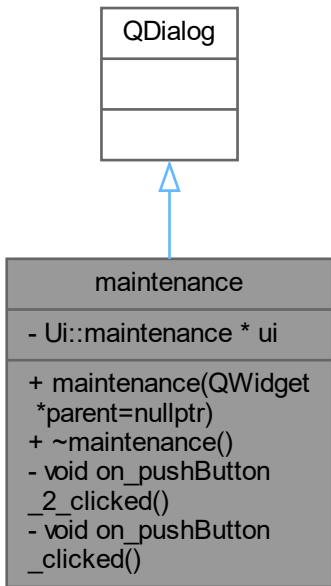 QDialog
maintenance
- Ui::maintenance * ui
+ maintenance(QWidget
*parent=nullptr)
+ ~maintenance()
- void on_pushButton
_2_clicked()
- void on_pushButton
_clicked()